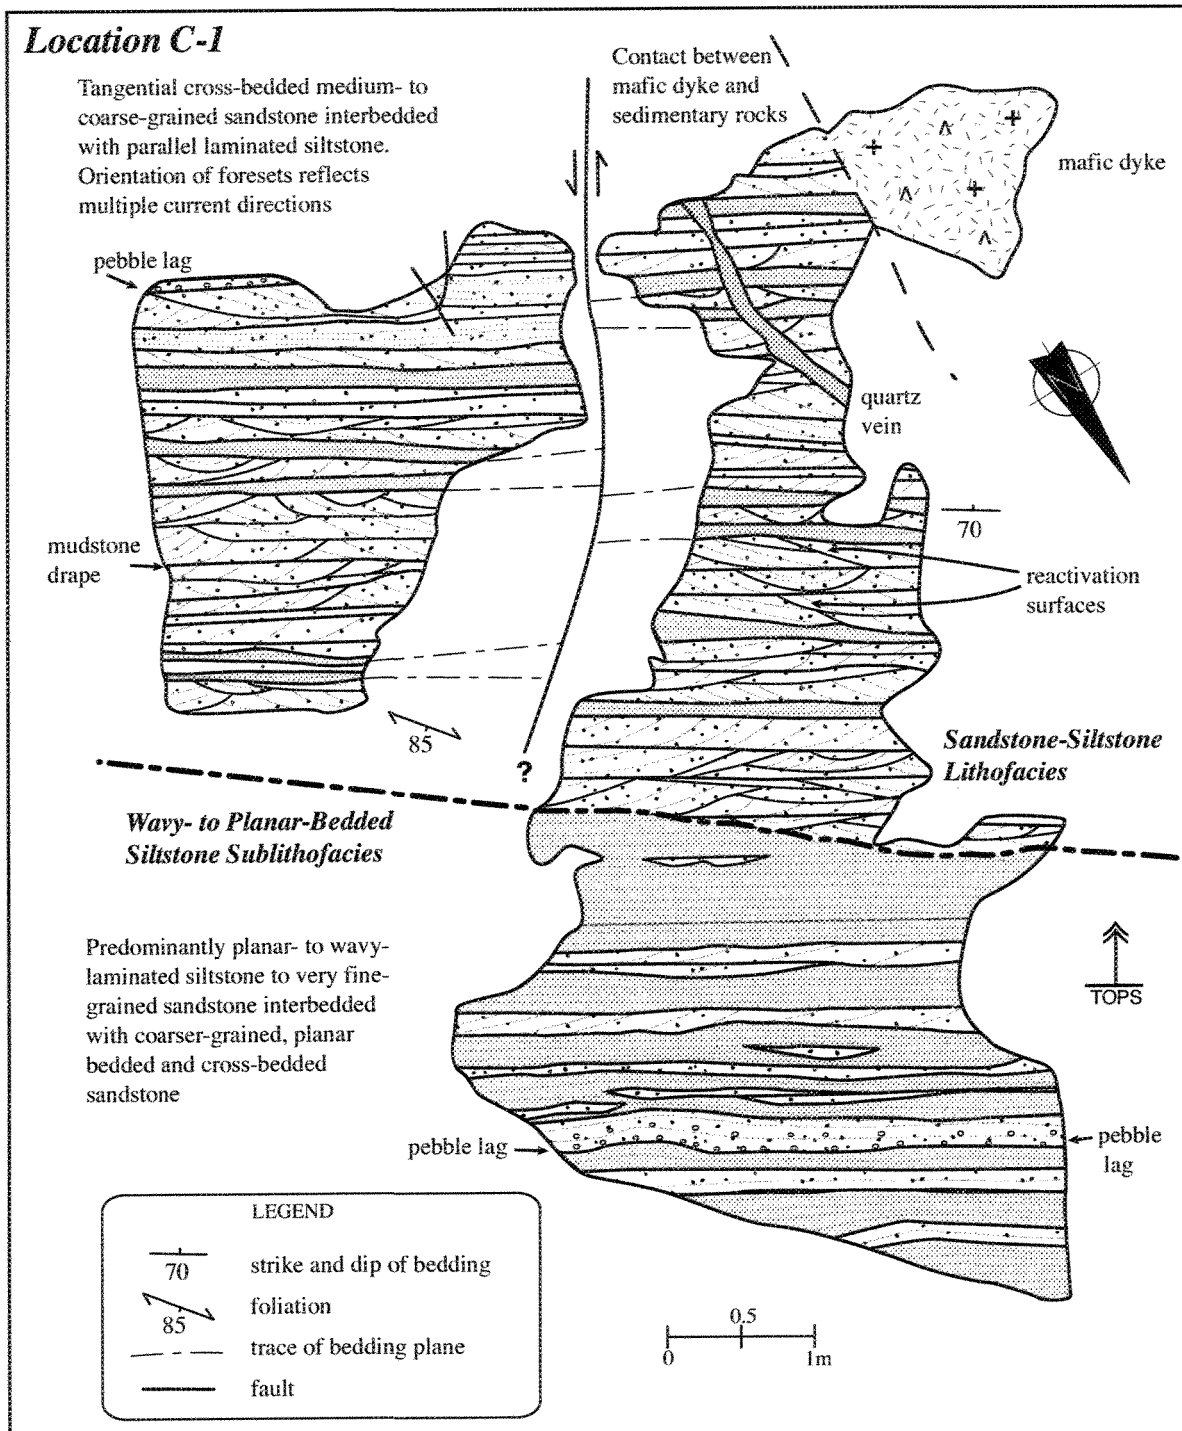 Location C-1
Tangential cross-bedded medium- to
coarse-grained sandstone interbedded
with parallel laminated siltstone.
Orientation of foresets reflects
multiple current directions
Contact between
mafic dyke and
sedimentary rocks
mafic dyke
pebble lag
quartz
vein
70
mudstone
drape
reactivation
surfaces
85
?
Sandstone-Siltstone
Lithofacies
Wavy- to Planar-Bedded
Siltstone Sublithofacies
Predominantly planar- to wavy-
laminated siltstone to very fine-
grained sandstone interbedded
with coarser-grained, planar
bedded and cross-bedded
sandstone
TOPS
pebble lag
pebble
lag
LEGEND
70
strike and dip of bedding
85
foliation
trace of bedding plane
fault
0.5
0
1m